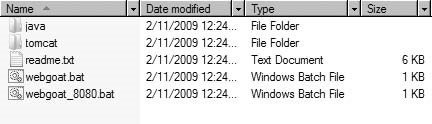 Name Date modified Type Size
java 2/11/2009 12:24... File Folder
tomcat 2/11/2009 12:24... File Folder
readme.txt 2/11/2009 12:24... Text Document 6 KB
webgoat.bat 2/11/2009 12:24... Windows Batch File 1 KB
webgoat_8080.bat 2/11/2009 12:24... Windows Batch File 1 KB